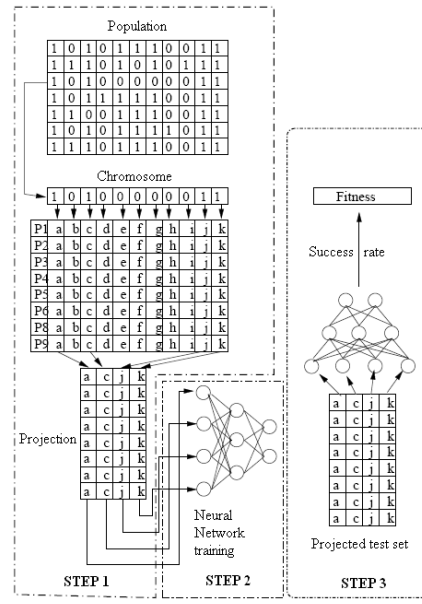 Population
1 0 1 0 1 1 1 0 0 1 1
1 1 1 0 1 0 1 0 1 1 1
1 0 1 0 0 0 0 0 0 1 1
1 0 1 1 1 1 1 0 0 1 1
1 1 0 0 1 1 1 0 0 1 1
1 0 1 0 1 1 1 0 0 1 1
1 1 1 0 1 1 1 0 1 1 1
Chromosome
1 0 1 0 0 0 0 0 0 1 1
P1 a b c d e f g h i j k
P2 a b c d e f g h i j k
P3 a b c d e f g h i j k
P4 a b c d e f g h i j k
P5 a b c d e f g h i j k
P6 a b c d e f g h i j k
P8 a b c d e f g h i j k
P9 a b c d e f g h i j k
Projection
a c j k
a c j k
a c j k
a c j k
a c j k
a c j k
a c j k
a c j k
STEP 1
Neural
Network
training
STEP 2
Fitness
Success rate
a c j k
a c j k
a c j k
a c j k
a c j k
a c j k
a c j k
a c j k
Projected test set
STEP 3